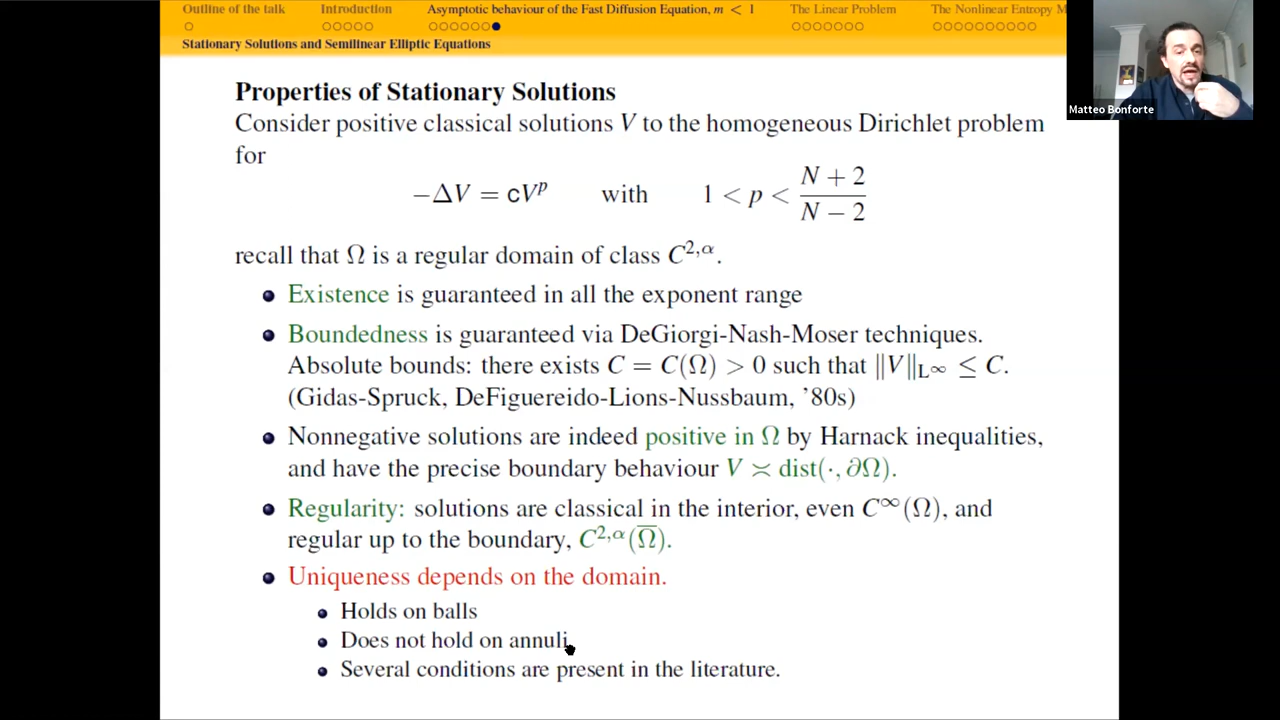 Outline of the talk Introduction Asymptotic behaviour of the Fast Diffusion Equation, m < 1 The Linear Problem The Nonlinear Entropy M
Stationary Solutions and Semilinear Elliptic Equations
Matteo Bonforte
Properties of Stationary Solutions
Consider positive classical solutions V to the homogeneous Dirichlet problem
for
−ΔV = cV^p with 1 < p < (N + 2)/(N − 2)
recall that Ω is a regular domain of class C^{2,α}.
Existence is guaranteed in all the exponent range
Boundedness is guaranteed via DeGiorgi-Nash-Moser techniques.
Absolute bounds: there exists C = C(Ω) > 0 such that ‖V‖_{L^∞} ≤ C.
(Gidas-Spruck, DeFiguereido-Lions-Nussbaum, ’80s)
Nonnegative solutions are indeed positive in Ω by Harnack inequalities,
and have the precise boundary behaviour V ≍ dist(·, ∂Ω).
Regularity: solutions are classical in the interior, even C^∞(Ω), and
regular up to the boundary, C^{2,α}(Ω̅).
Uniqueness depends on the domain.
Holds on balls
Does not hold on annuli.
Several conditions are present in the literature.